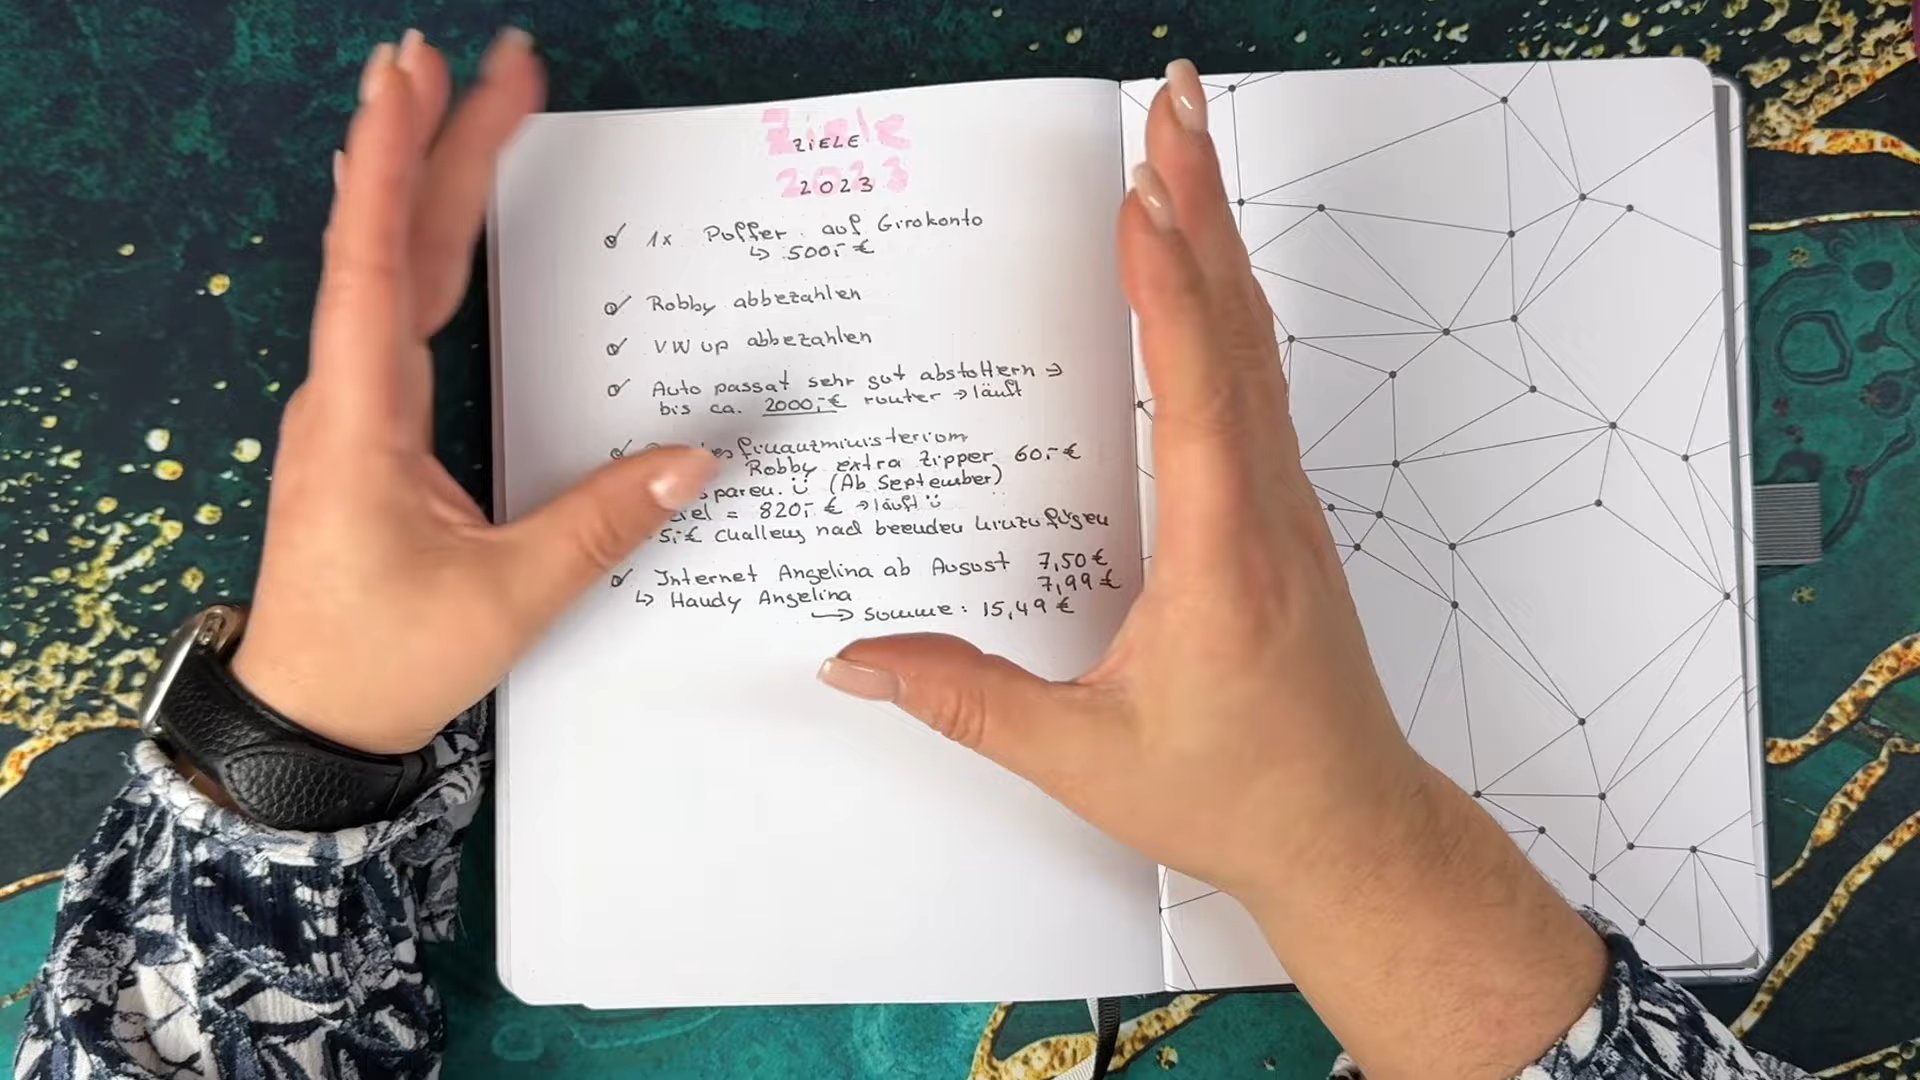 Ziele
ZIELE
2023
2023
1x Puffer auf Girokonto
↳ 500,- €
Robby abbezahlen
VW up abbezahlen
Auto passat sehr gut abstottern →
bis ca. 2000,-€ runter → läuft
finanzministerium
Robby extra Zipper 60,- €
sparen. ü (Ab September)
= 820,- € → läuft ü
5,-€ challeng nach beenden hinzufügen
Internet Angelina ab August 7,50 €
7,99 €
↳ Handy Angelina
→ Summe: 15,49 €